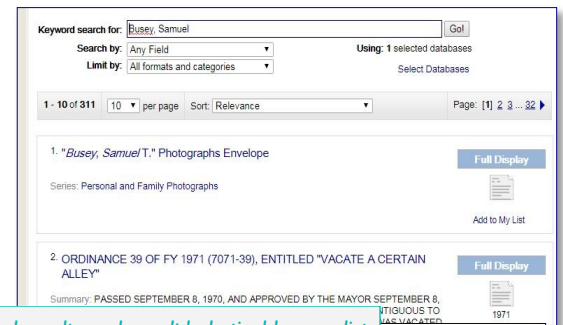 Keyword search for: Busey, Samuel Go!
Search by: Any Field Using: 1 selected databases
Limit by: All formats and categories Select Databases
1 - 10 of 311 10 per page Sort: Relevance Page: [1] 2 3 ... 32
1. "Busey, Samuel T." Photographs Envelope
Full Display
Series: Personal and Family Photographs
Add to My List
2. ORDINANCE 39 OF FY 1971 (7071-39), ENTITLED "VACATE A CERTAIN
ALLEY"
Full Display
Summary: PASSED SEPTEMBER 8, 1970, AND APPROVED BY THE MAYOR SEPTEMBER 8,
1971